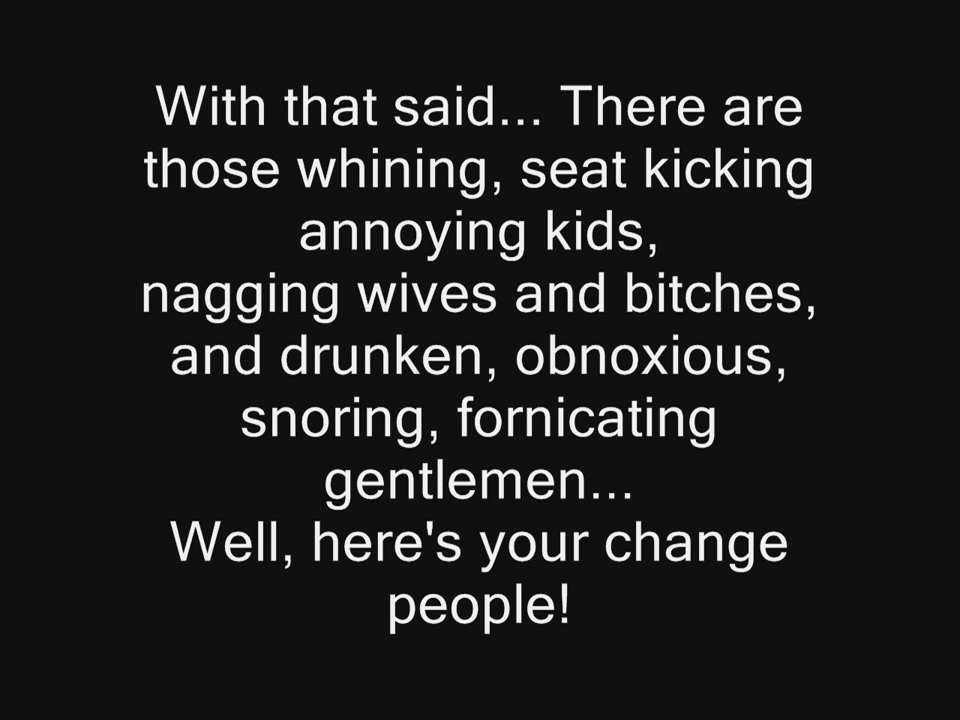 With that said... There are
those whining, seat kicking
annoying kids,
nagging wives and bitches,
and drunken, obnoxious,
snoring, fornicating
gentlemen...
Well, here's your change
people!